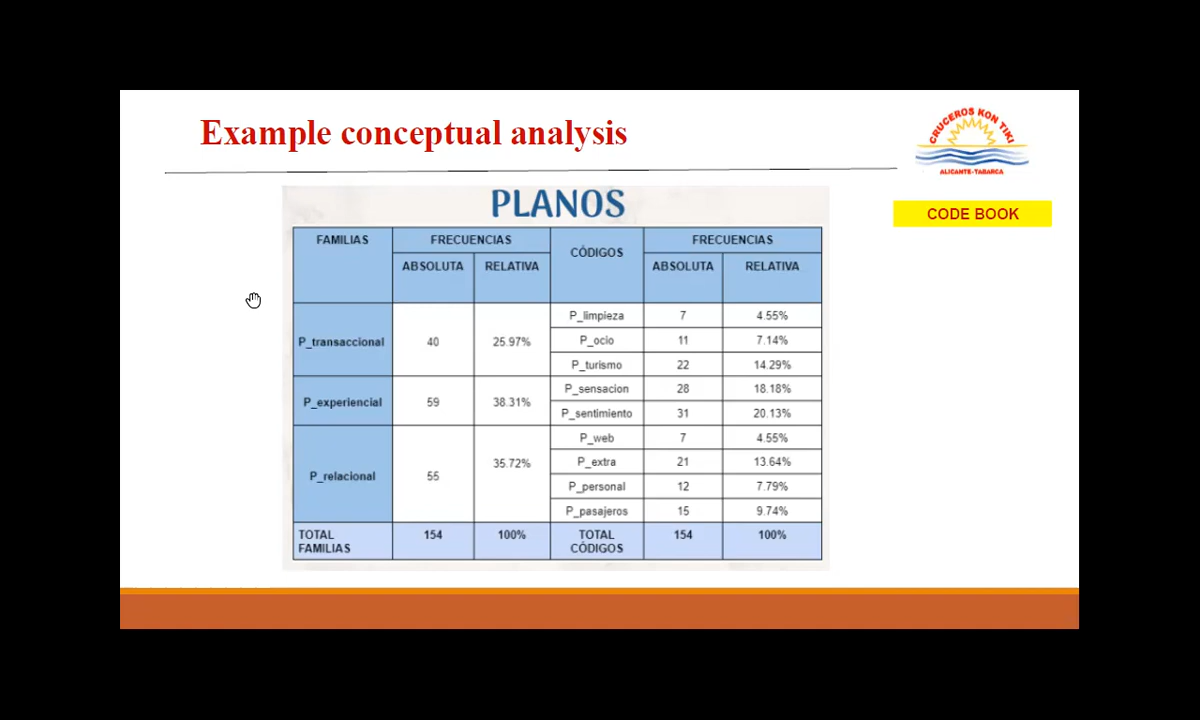 Example conceptual analysis
CRUCEROS KON TIKI
ALICANTE-TABARCA
CODE BOOK
PLANOS
FAMILIAS FRECUENCIAS CÓDIGOS FRECUENCIAS
ABSOLUTA RELATIVA ABSOLUTA RELATIVA
P_transaccional 40 25.97% P_limpieza 7 4.55%
P_ocio 11 7.14%
P_turismo 22 14.29%
P_experiencial 59 38.31% P_sensacion 28 18.18%
P_sentimiento 31 20.13%
P_relacional 55 35.72% P_web 7 4.55%
P_extra 21 13.64%
P_personal 12 7.79%
P_pasajeros 15 9.74%
TOTAL FAMILIAS 154 100% TOTAL CÓDIGOS 154 100%